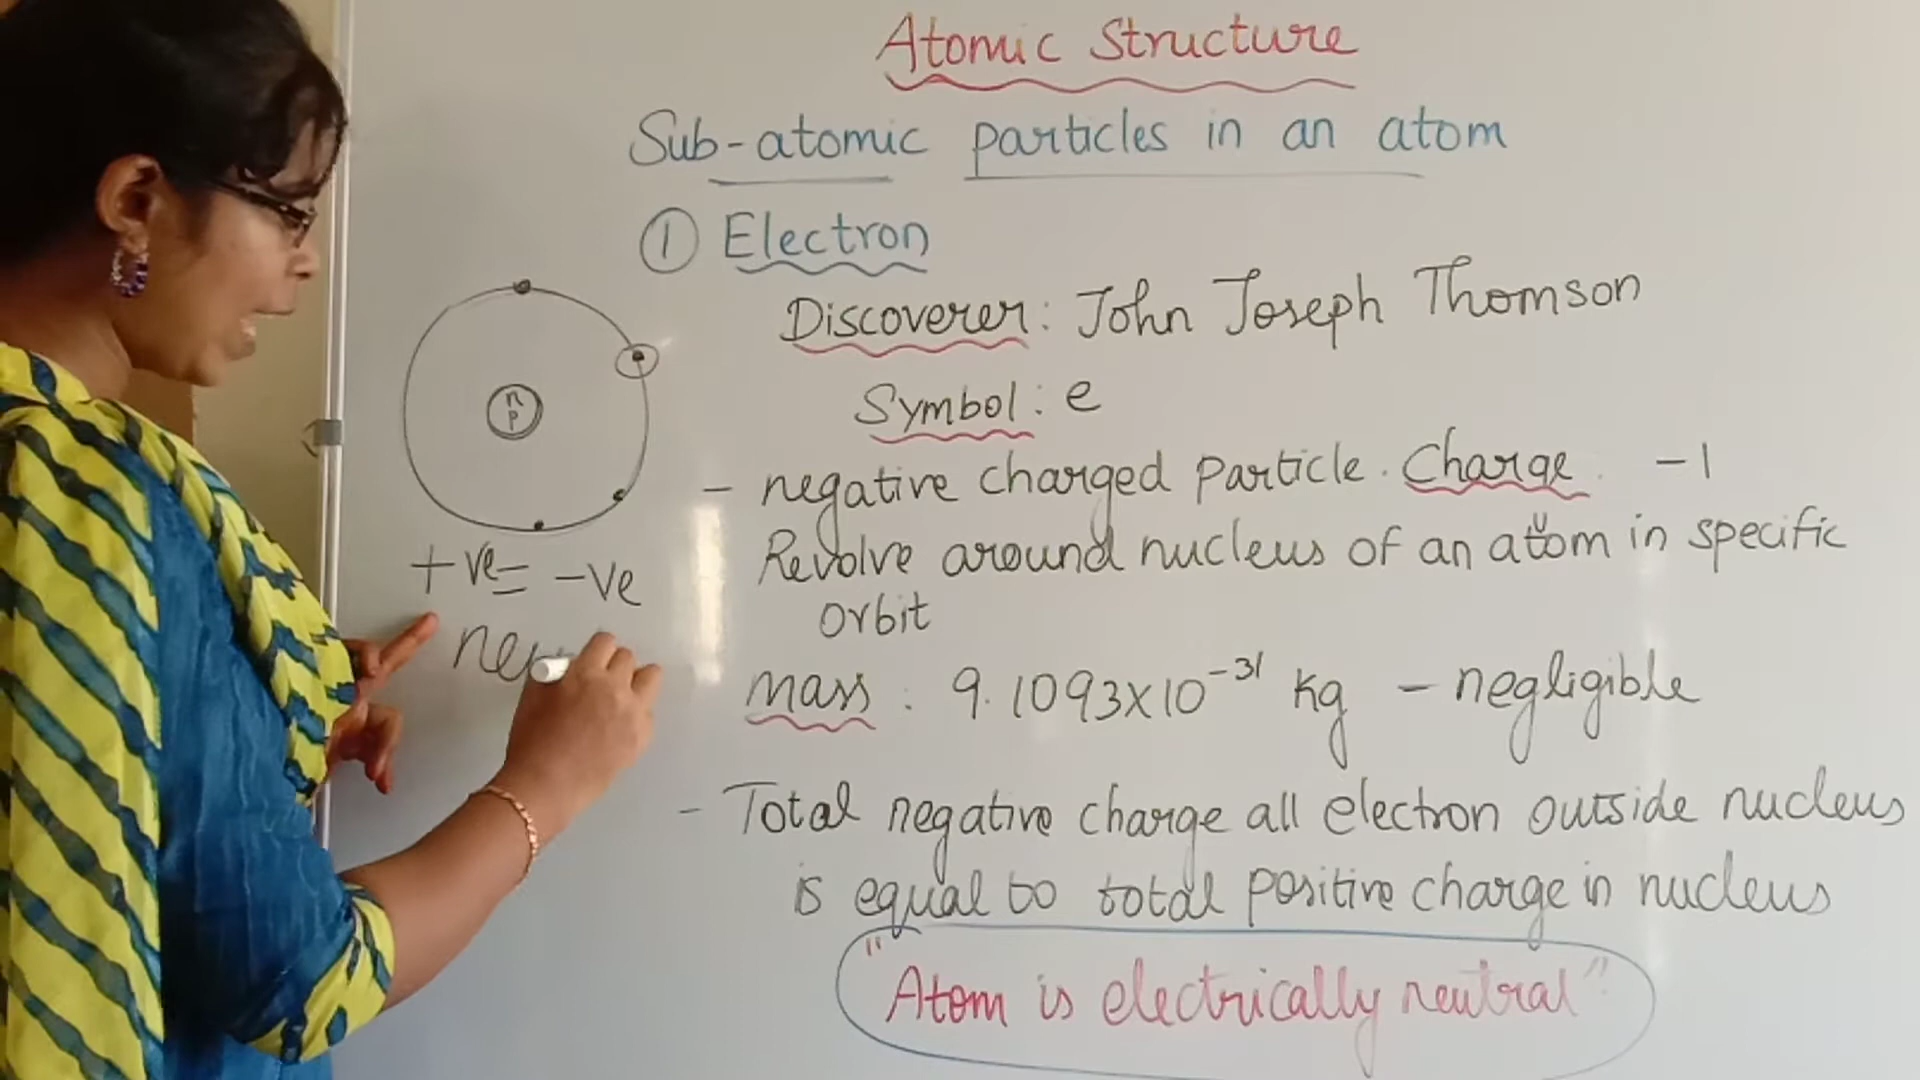 Atomic Structure
Sub-atomic particles in an atom
① Electron
Discoverer: John Joseph Thomson
Symbol: e
- negative charged particle. Charge. -1
Revolve around nucleus of an atom in specific
orbit
mass : 9.1093x10⁻³¹ kg - negligible
- Total negative charge all electron outside nucleus
is equal to total positive charge in nucleus
"Atom is electrically neutral"
n
p
+ve = -ve
neu